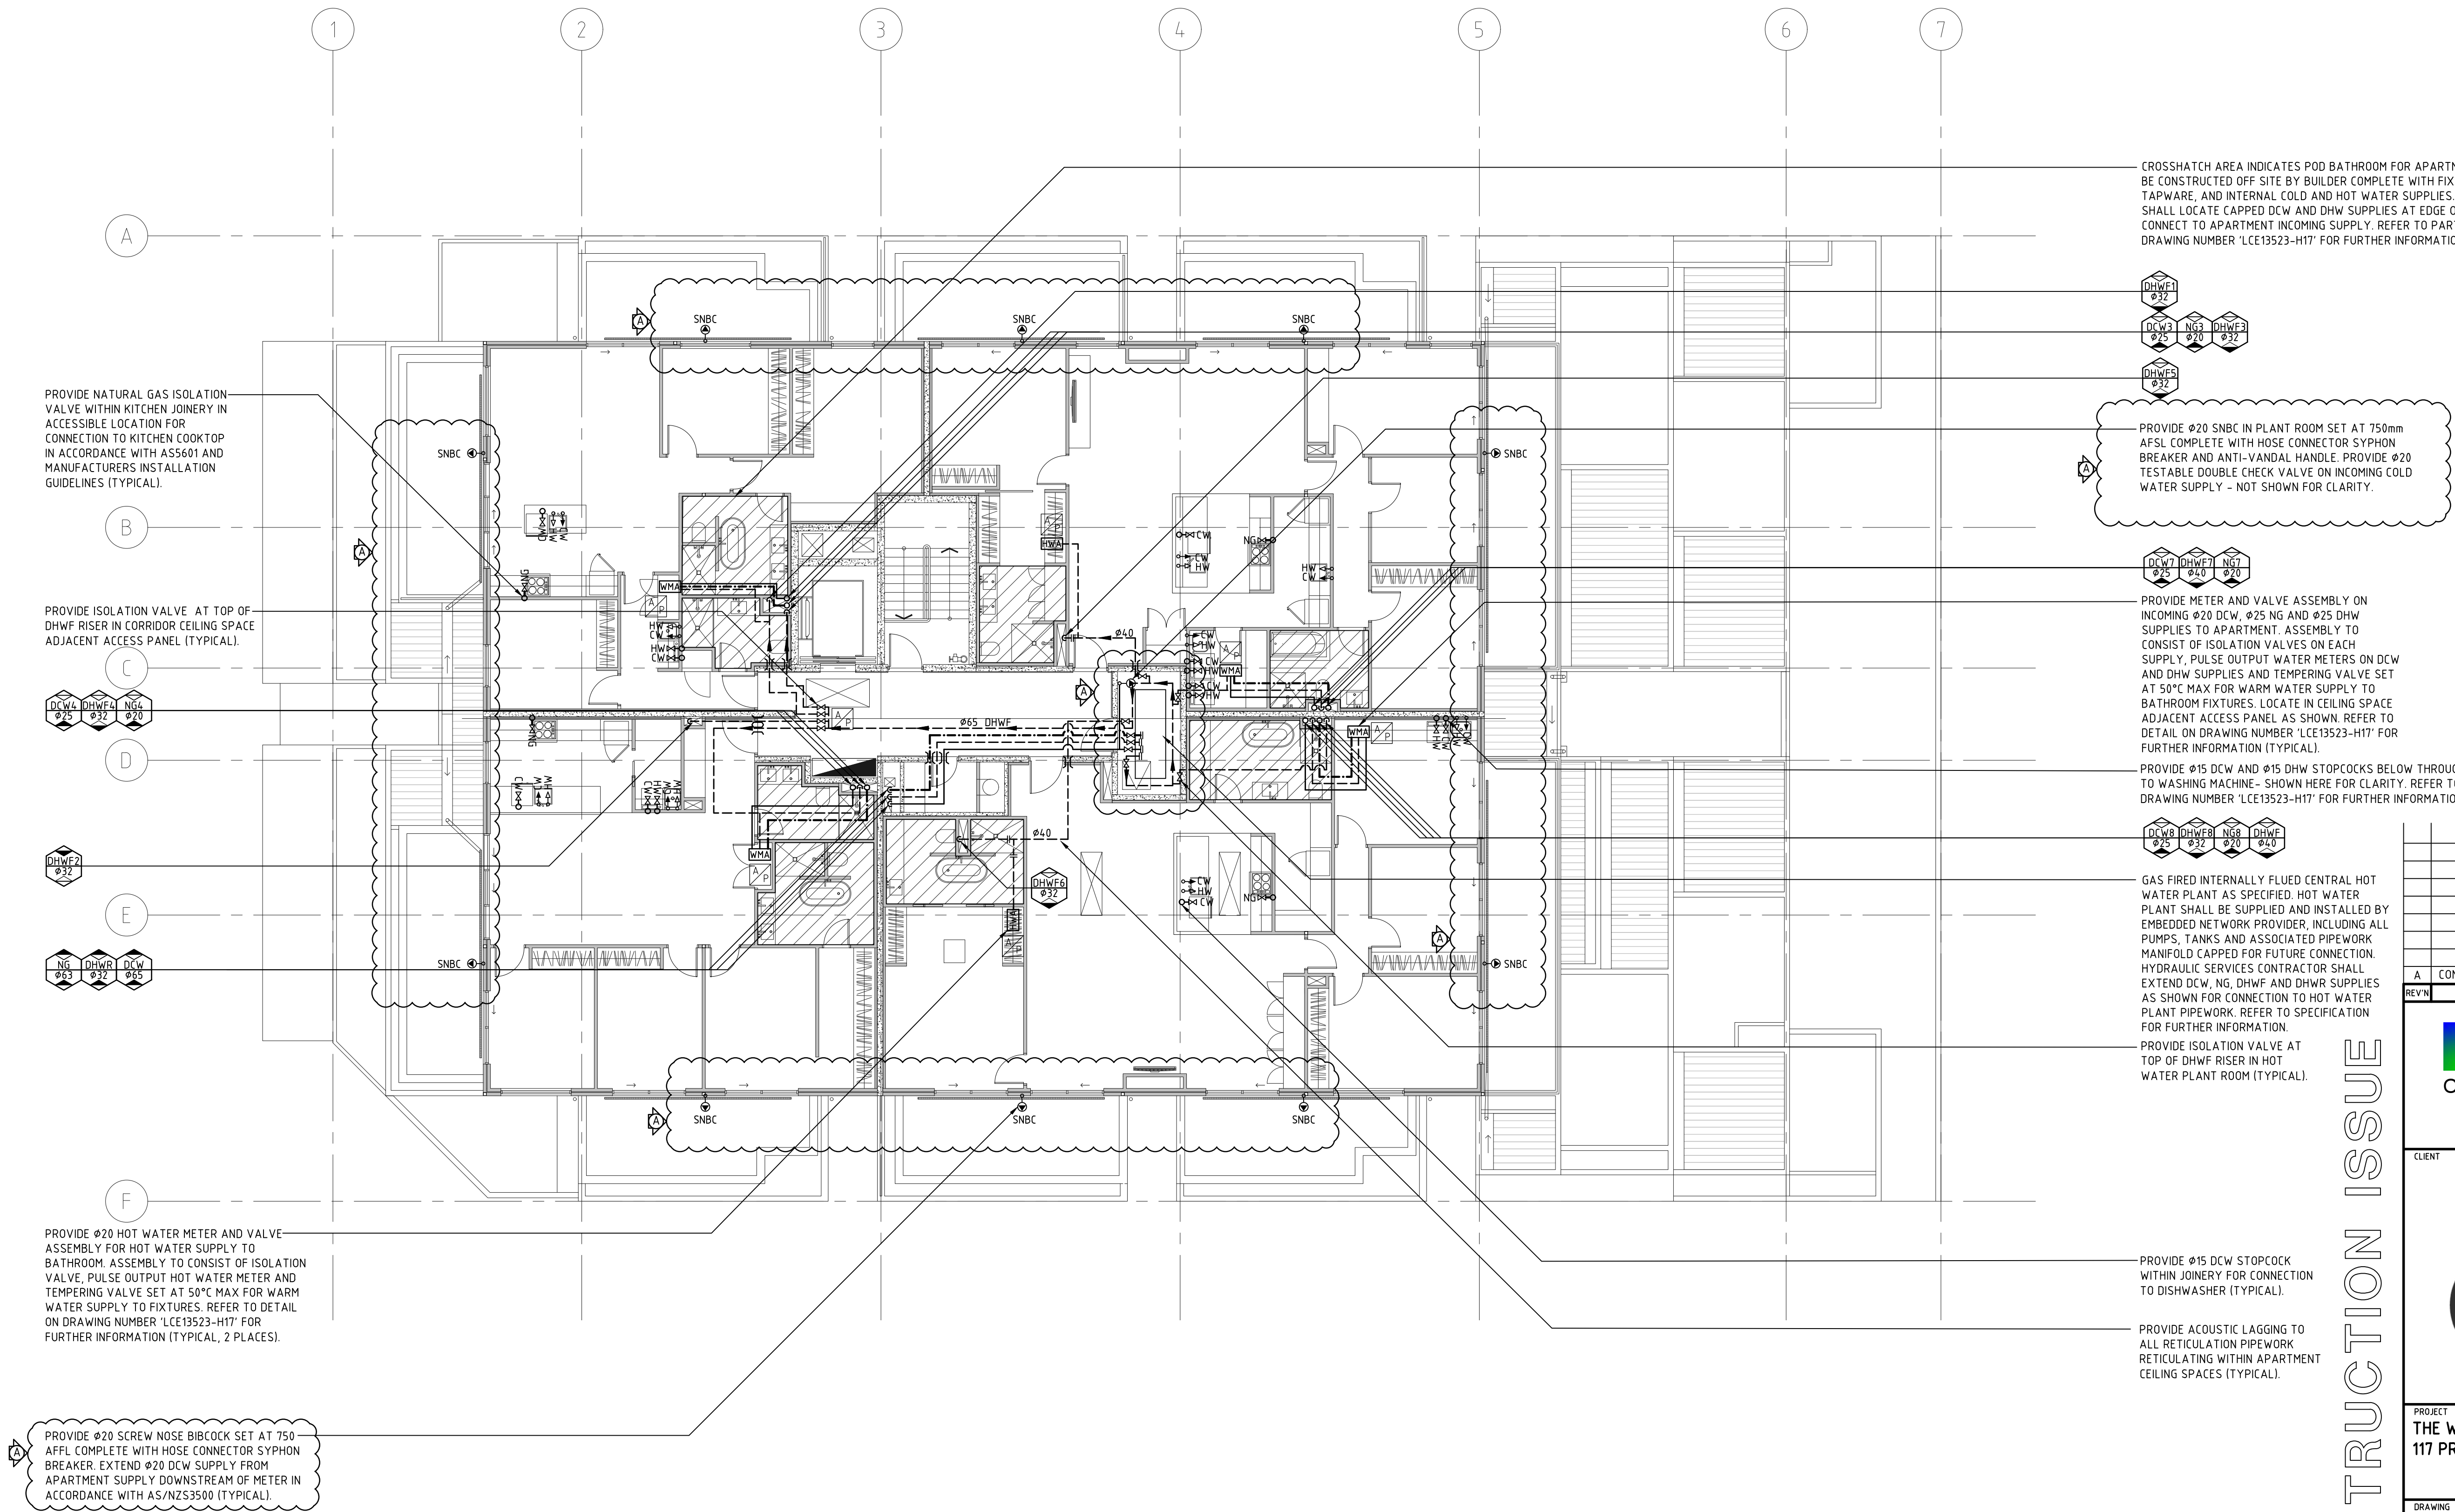 1
2
3
4
5
6
7
A
B
C
D
E
F
CROSSHATCH AREA INDICATES POD BATHROOM FOR
BE CONSTRUCTED OFF SITE BY BUILDER COMPLETE WITH
TAPWARE, AND INTERNAL COLD AND HOT WATER SUPPLIES.
SHALL LOCATE CAPPED DCW AND DHW SUPPLIES AT EDGE
CONNECT TO APARTMENT INCOMING SUPPLY. REFER TO
DRAWING NUMBER 'LCE13523-H17' FOR FURTHER
DHWF1
Ø32
DCW3
Ø25
NG3
Ø20
DHWF3
Ø32
DHWF5
Ø32
A
PROVIDE Ø20 SNBC IN PLANT ROOM SET AT 750mm
AFSL COMPLETE WITH HOSE CONNECTOR SYPHON
BREAKER AND ANTI-VANDAL HANDLE. PROVIDE Ø20
TESTABLE DOUBLE CHECK VALVE ON INCOMING COLD
WATER SUPPLY - NOT SHOWN FOR CLARITY.
DCW7
Ø25
DHWF7
Ø40
NG7
Ø20
PROVIDE METER AND VALVE ASSEMBLY ON
INCOMING Ø20 DCW, Ø25 NG AND Ø25 DHW
SUPPLIES TO APARTMENT. ASSEMBLY TO
CONSIST OF ISOLATION VALVES ON EACH
SUPPLY, PULSE OUTPUT WATER METERS ON DCW
AND DHW SUPPLIES AND TEMPERING VALVE SET
AT 50°C MAX FOR WARM WATER SUPPLY TO
BATHROOM FIXTURES. LOCATE IN CEILING SPACE
ADJACENT ACCESS PANEL AS SHOWN. REFER TO
DETAIL ON DRAWING NUMBER 'LCE13523-H17' FOR
FURTHER INFORMATION (TYPICAL).
PROVIDE Ø15 DCW AND Ø15 DHW STOPCOCKS BELOW
TO WASHING MACHINE- SHOWN HERE FOR CLARITY. REFER
DRAWING NUMBER 'LCE13523-H17' FOR FURTHER
DCW8
Ø25
DHWF8
Ø32
NG8
Ø20
DHWF
Ø40
GAS FIRED INTERNALLY FLUED CENTRAL HOT
WATER PLANT AS SPECIFIED. HOT WATER
PLANT SHALL BE SUPPLIED AND INSTALLED BY
EMBEDDED NETWORK PROVIDER, INCLUDING ALL
PUMPS, TANKS AND ASSOCIATED PIPEWORK
MANIFOLD CAPPED FOR FUTURE CONNECTION.
HYDRAULIC SERVICES CONTRACTOR SHALL
EXTEND DCW, NG, DHWF AND DHWR SUPPLIES
AS SHOWN FOR CONNECTION TO HOT WATER
PLANT PIPEWORK. REFER TO SPECIFICATION
FOR FURTHER INFORMATION.
PROVIDE ISOLATION VALVE AT
TOP OF DHWF RISER IN HOT
WATER PLANT ROOM (TYPICAL).
PROVIDE Ø15 DCW STOPCOCK
WITHIN JOINERY FOR CONNECTION
TO DISHWASHER (TYPICAL).
PROVIDE ACOUSTIC LAGGING TO
ALL RETICULATION PIPEWORK
RETICULATING WITHIN APARTMENT
CEILING SPACES (TYPICAL).
PROVIDE NATURAL GAS ISOLATION
VALVE WITHIN KITCHEN JOINERY IN
ACCESSIBLE LOCATION FOR
CONNECTION TO KITCHEN COOKTOP
IN ACCORDANCE WITH AS5601 AND
MANUFACTURERS INSTALLATION
GUIDELINES (TYPICAL).
PROVIDE ISOLATION VALVE AT TOP OF
DHWF RISER IN CORRIDOR CEILING SPACE
ADJACENT ACCESS PANEL (TYPICAL).
DCW4
Ø25
DHWF4
Ø32
NG4
Ø20
DHWF2
Ø32
NG
Ø63
DHWR
Ø32
DCW
Ø65
PROVIDE Ø20 HOT WATER METER AND VALVE
ASSEMBLY FOR HOT WATER SUPPLY TO
BATHROOM. ASSEMBLY TO CONSIST OF ISOLATION
VALVE, PULSE OUTPUT HOT WATER METER AND
TEMPERING VALVE SET AT 50°C MAX FOR WARM
WATER SUPPLY TO FIXTURES. REFER TO DETAIL
ON DRAWING NUMBER 'LCE13523-H17' FOR
FURTHER INFORMATION (TYPICAL, 2 PLACES).
A
PROVIDE Ø20 SCREW NOSE BIBCOCK SET AT 750
AFFL COMPLETE WITH HOSE CONNECTOR SYPHON
BREAKER. EXTEND Ø20 DCW SUPPLY FROM
APARTMENT SUPPLY DOWNSTREAM OF METER IN
ACCORDANCE WITH AS/NZS3500 (TYPICAL).
A
SNBC
SNBC
SNBC
SNBC
SNBC
A
WMA
A
P
HWA
A
P
NG
HW
CW
HW
CW
CW
CW
HW
NG
HW
CW
Ø40
CW
HW
CW
HW
CW
HW
A
P
WMA
A
Ø65 DHWF
A
P
WMA
A
P
NG
WMA
A
P
Ø40
DHWF6
Ø32
HWA
A
P
CW
HW
CW
NG
A
SNBC
SNBC
A
SNBC
SNBC
SNBC
A
REV'N
CLIENT
PROJECT
THE
117
DRAWING
TRUCTION ISSUE